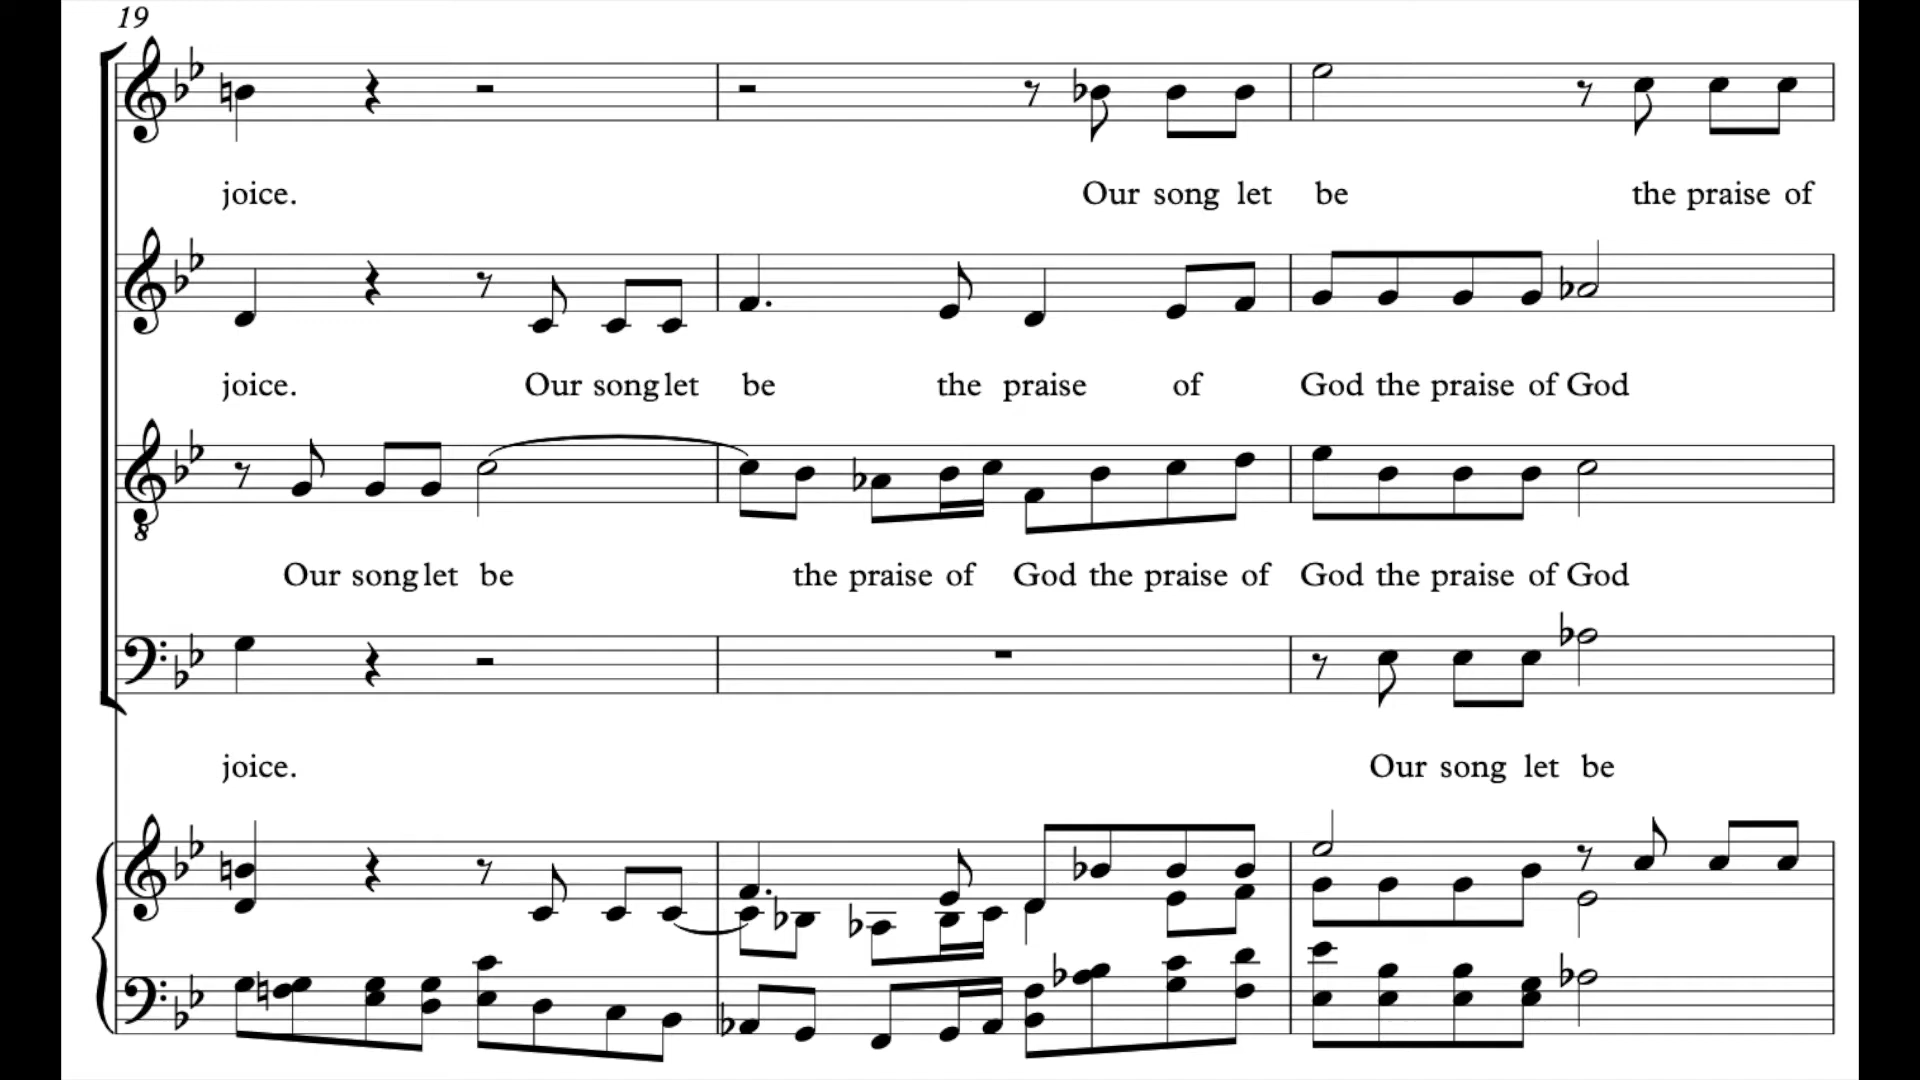 19
joice. Our song let be the praise of
joice. Our song let be the praise of God the praise of God
Our song let be the praise of God the praise of God the praise of God
joice. Our song let be